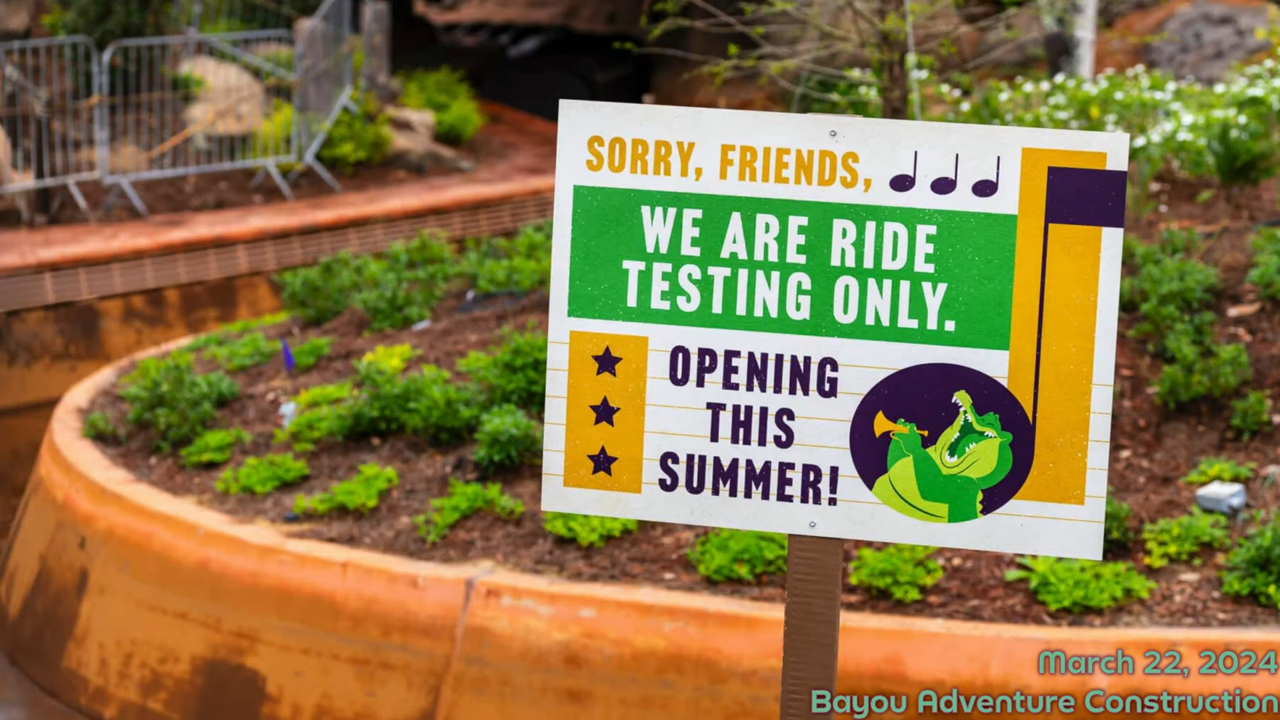 SORRY, FRIENDS,
WE ARE RIDE
TESTING ONLY.
OPENING
THIS
SUMMER!
March 22, 2024
Bayou Adventure Construction